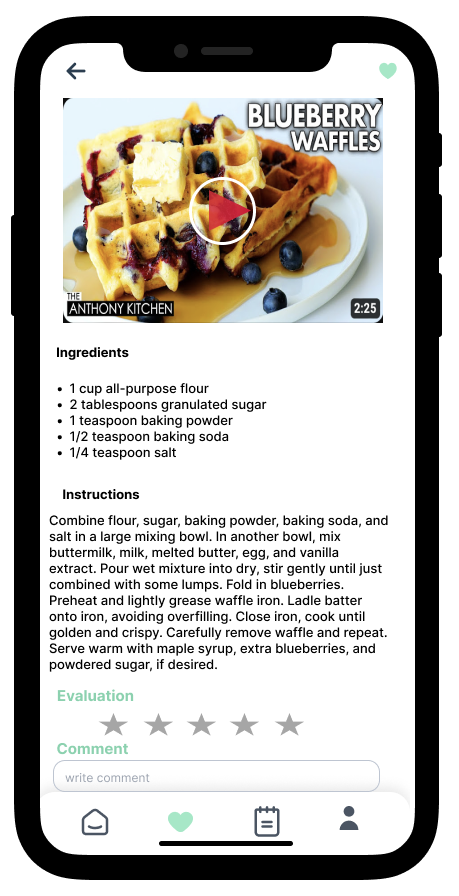 BLUEBERRY
WAFFLES
THE
ANTHONY KITCHEN
2:25
Ingredients
• 1 cup all-purpose flour
• 2 tablespoons granulated sugar
• 1 teaspoon baking powder
• 1/2 teaspoon baking soda
• 1/4 teaspoon salt
Instructions
Combine flour, sugar, baking powder, baking soda, and
salt in a large mixing bowl. In another bowl, mix
buttermilk, milk, melted butter, egg, and vanilla
extract. Pour wet mixture into dry, stir gently until just
combined with some lumps. Fold in blueberries.
Preheat and lightly grease waffle iron. Ladle batter
onto iron, avoiding overfilling. Close iron, cook until
golden and crispy. Carefully remove waffle and repeat.
Serve warm with maple syrup, extra blueberries, and
powdered sugar, if desired.
Evaluation
Comment
write comment